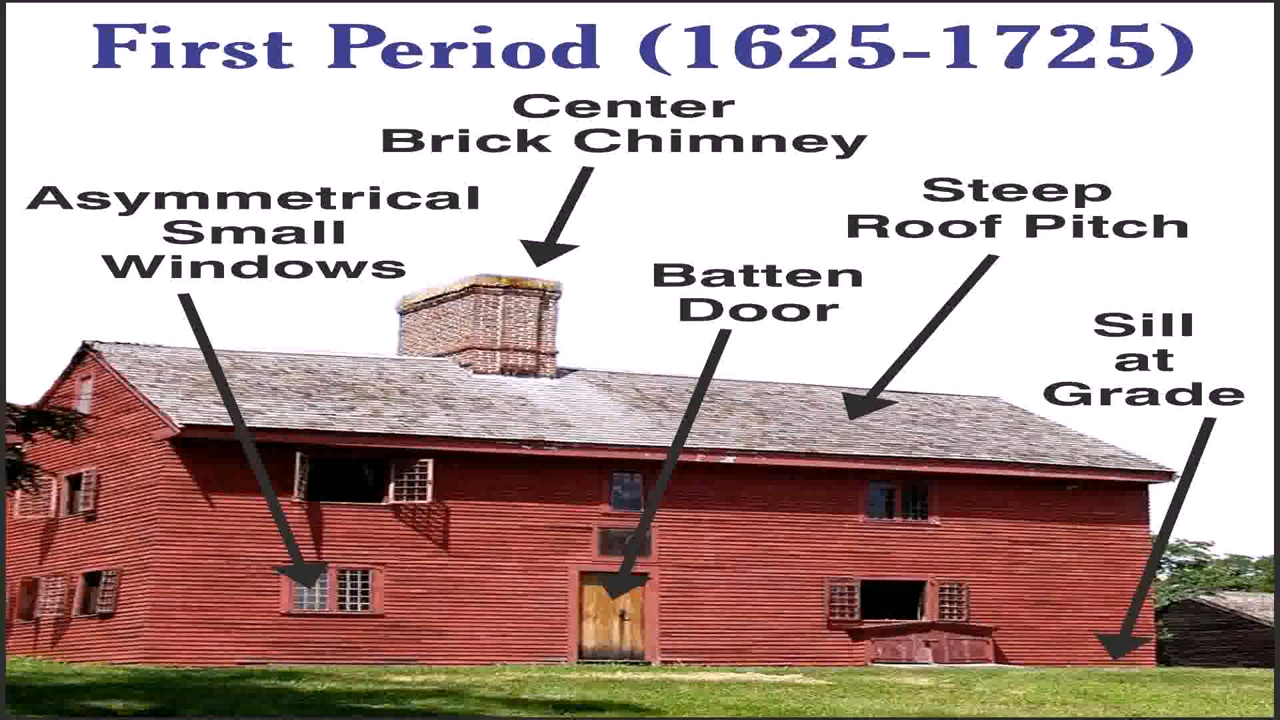 First Period (1625-1725)
Center
Brick Chimney
Asymmetrical
Small
Windows
Batten
Door
Steep
Roof Pitch
Sill
at
Grade